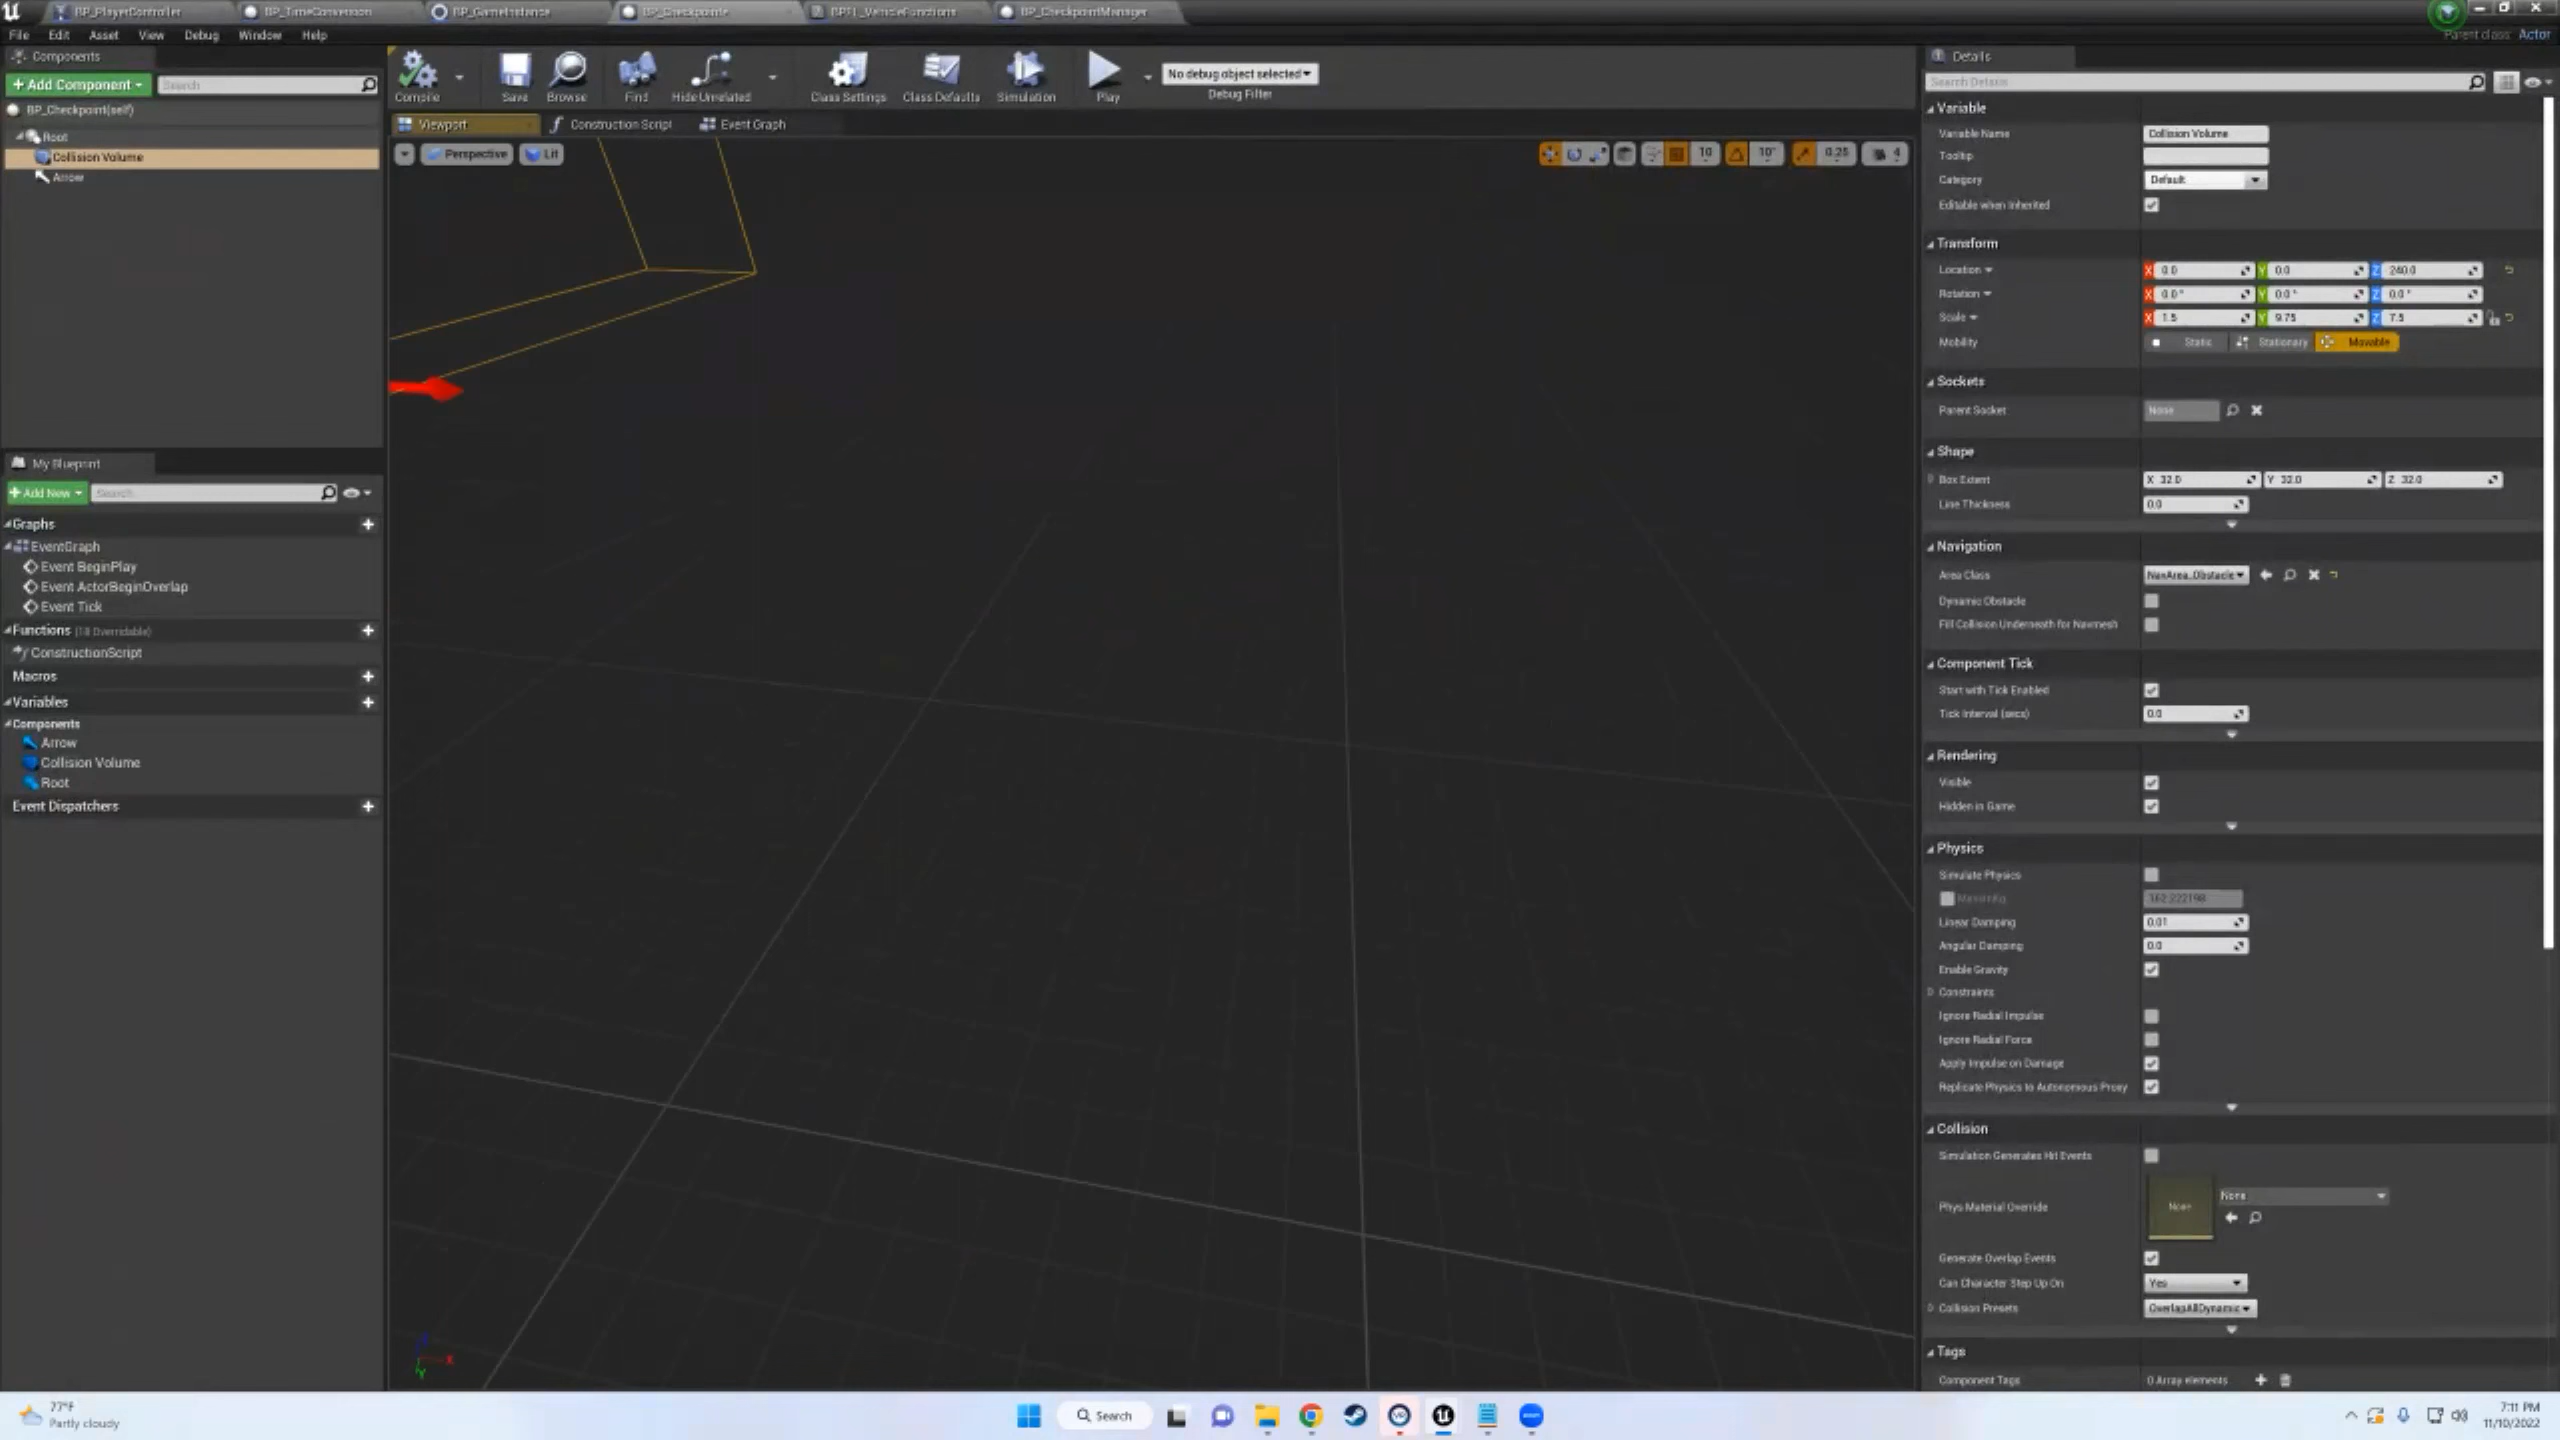 BP_PlayerController
BP_TimeConversion
BP_GameInstance
BP_Checkpoint
BPFL_VehicleFunctions
BP_CheckpointManager
File Edit Asset View Debug Window Help
Parent class: Actor
Components
+ Add Component
Search
BP_Checkpoint(self)
Root
Collision Volume
Arrow
Compile
Save
Browse
Find
Hide Unrelated
Class Settings
Class Defaults
Simulation
Play
No debug object selected
Debug Filter
Viewport
Construction Script
Event Graph
Perspective
Lit
10
10°
0.25
4
My Blueprint
+ Add New
Search
Graphs
EventGraph
Event BeginPlay
Event ActorBeginOverlap
Event Tick
Functions (18 Overridable)
ConstructionScript
Macros
Variables
Components
Arrow
Collision Volume
Root
Event Dispatchers
Details
Search Details
Variable
Variable Name Collision Volume
Tooltip
Category Default
Editable when Inherited
Transform
Location X 0.0 Y 0.0 Z 240.0
Rotation X 0.0° Y 0.0° Z 0.0°
Scale X 1.5 Y 9.75 Z 7.5
Mobility Static Stationary Movable
Sockets
Parent Socket None
Shape
Box Extent X 32.0 Y 32.0 Z 32.0
Line Thickness 0.0
Navigation
Area Class NavArea_Obstacle
Dynamic Obstacle
Fill Collision Underneath for Navmesh
Component Tick
Start with Tick Enabled
Tick Interval (secs) 0.0
Rendering
Visible
Hidden in Game
Physics
Simulate Physics
Linear Damping 0.01
Angular Damping 0.0
Enable Gravity
Constraints
Ignore Radial Impulse
Ignore Radial Force
Apply Impulse on Damage
Replicate Physics to Autonomous Proxy
Collision
Simulation Generates Hit Events
Phys Material Override None None
Generate Overlap Events
Can Character Step Up On Yes
Collision Presets OverlapAllDynamic
Tags
Component Tags 0 Array elements
X
Y
77°F
Partly cloudy
Search
7:11 PM
11/10/2022